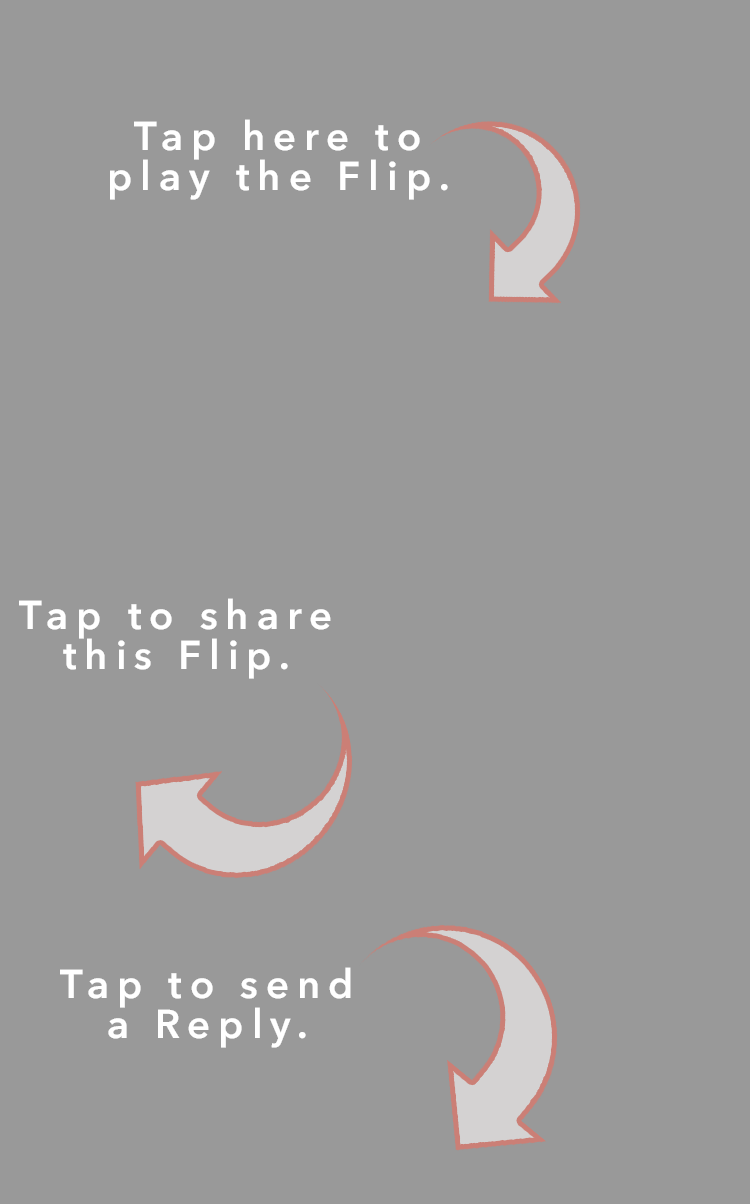 Tap here to
play the Flip.
Tap to share
this Flip.
Tap to send
a Reply.